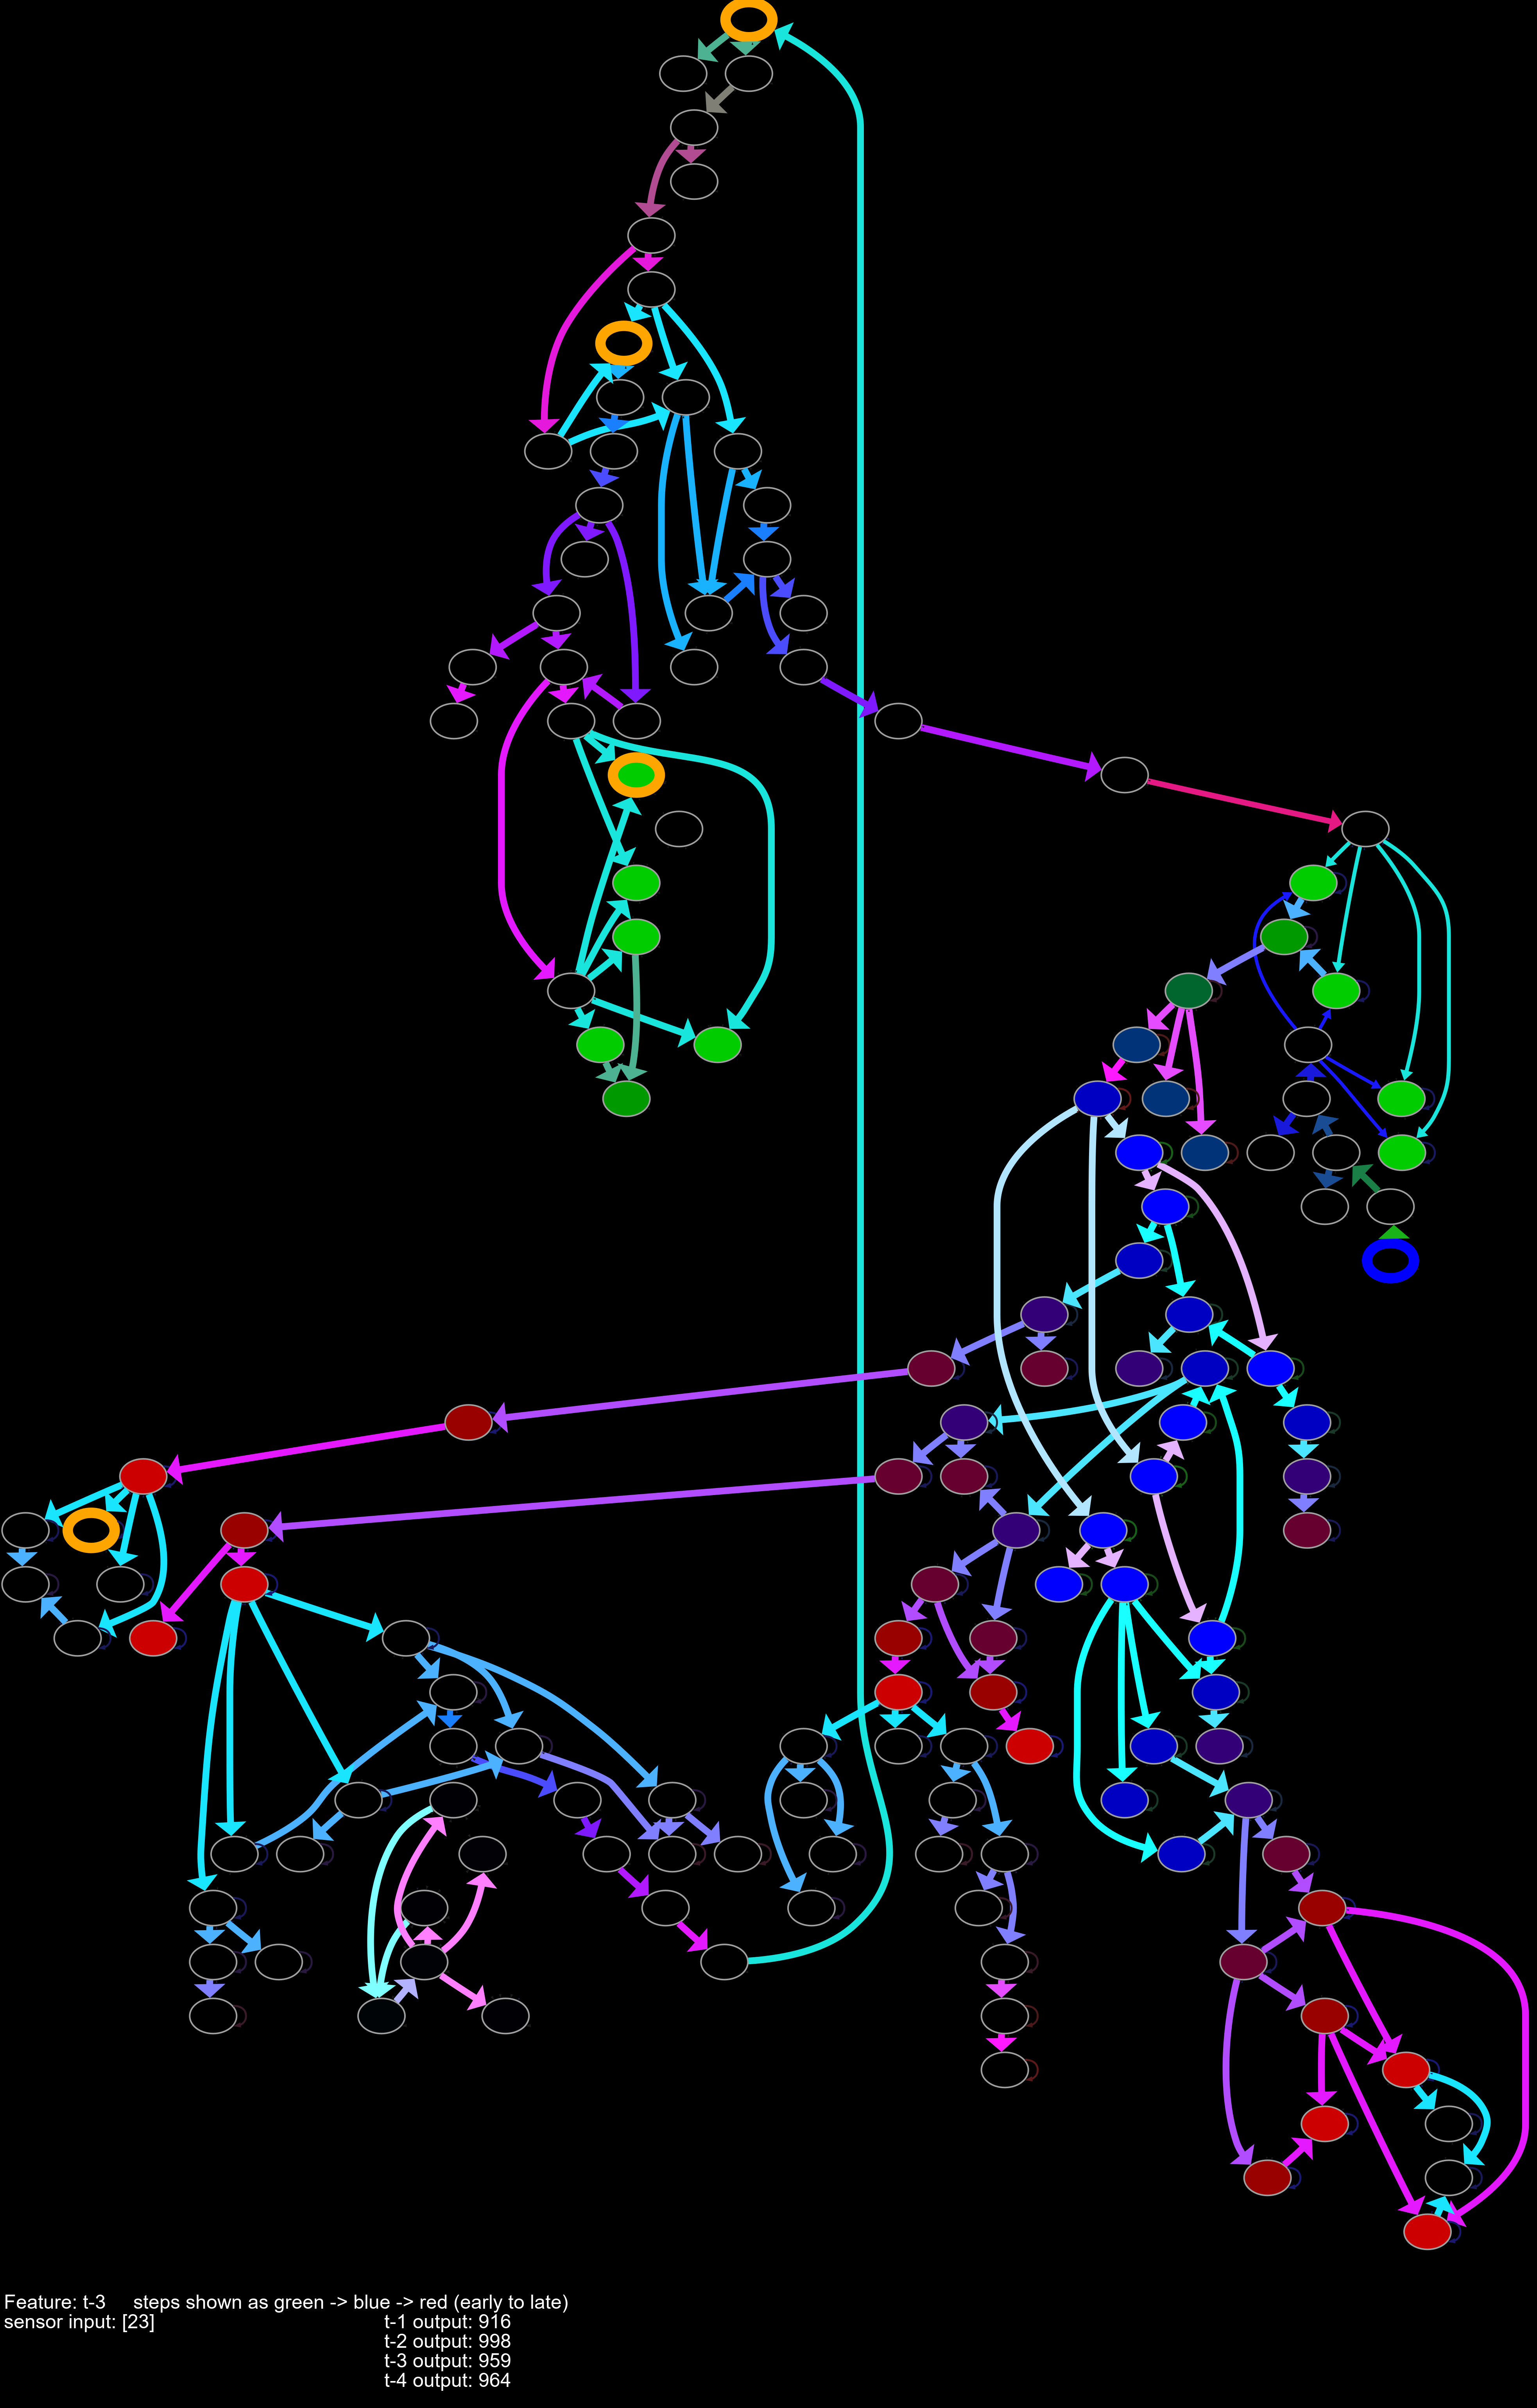 Feature: t-3     steps shown as green -> blue -> red (early to late)
sensor input: [23]     t-1 output: 916
t-2 output: 998
t-3 output: 959
t-4 output: 964